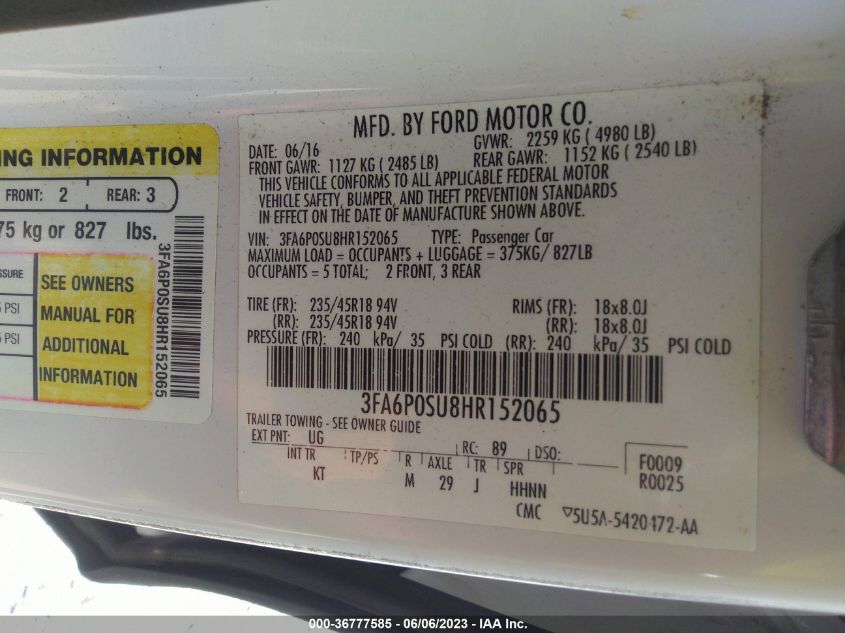 ING INFORMATION
FRONT: 2 REAR: 3
75 kg or 827 lbs.
SSURE
5 PSI
5 PSI
SEE OWNERS
MANUAL FOR
ADDITIONAL
INFORMATION
3FA6P0SU8HR152065
MFD. BY FORD MOTOR CO.
DATE: 06/16 GVWR: 2259 KG ( 4980 LB)
FRONT GAWR: 1127 KG ( 2485 LB) REAR GAWR: 1152 KG ( 2540 LB)
THIS VEHICLE CONFORMS TO ALL APPLICABLE FEDERAL MOTOR
VEHICLE SAFETY, BUMPER, AND THEFT PREVENTION STANDARDS
IN EFFECT ON THE DATE OF MANUFACTURE SHOWN ABOVE.
VIN: 3FA6P0SU8HR152065 TYPE: Passenger Car
MAXIMUM LOAD = OCCUPANTS + LUGGAGE = 375KG/ 827LB
OCCUPANTS = 5 TOTAL; 2 FRONT, 3 REAR
TIRE (FR): 235/45R18 94V RIMS (FR): 18x8.0J
(RR): 235/45R18 94V (RR): 18x8.0J
PRESSURE (FR): 240 kPa/ 35 PSI COLD (RR): 240 kPa/ 35 PSI COLD
3FA6P0SU8HR152065
TRAILER TOWING - SEE OWNER GUIDE
EXT PNT: UG RC: 89 DSO:
INT TR TP/PS R AXLE TR SPR
KT M 29 J HHNN
F0009
R0025
CMC ▽5U5A-5420472-AA
000-36777585 - 06/06/2023 - IAA Inc.